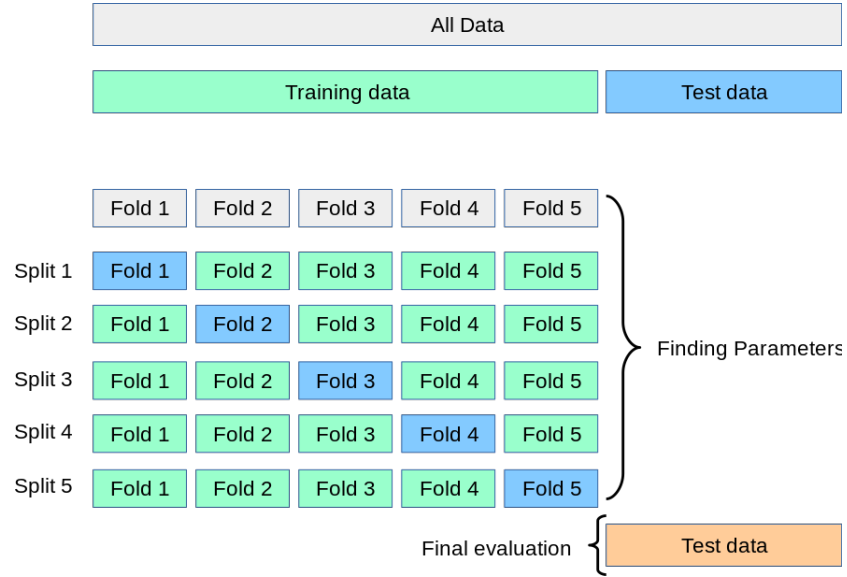 All Data
Training data Test data
Fold 1 Fold 2 Fold 3 Fold 4 Fold 5
Split 1 Fold 1 Fold 2 Fold 3 Fold 4 Fold 5
Split 2 Fold 1 Fold 2 Fold 3 Fold 4 Fold 5
Finding Parameters
Split 3 Fold 1 Fold 2 Fold 3 Fold 4 Fold 5
Split 4 Fold 1 Fold 2 Fold 3 Fold 4 Fold 5
Split 5 Fold 1 Fold 2 Fold 3 Fold 4 Fold 5
Final evaluation Test data